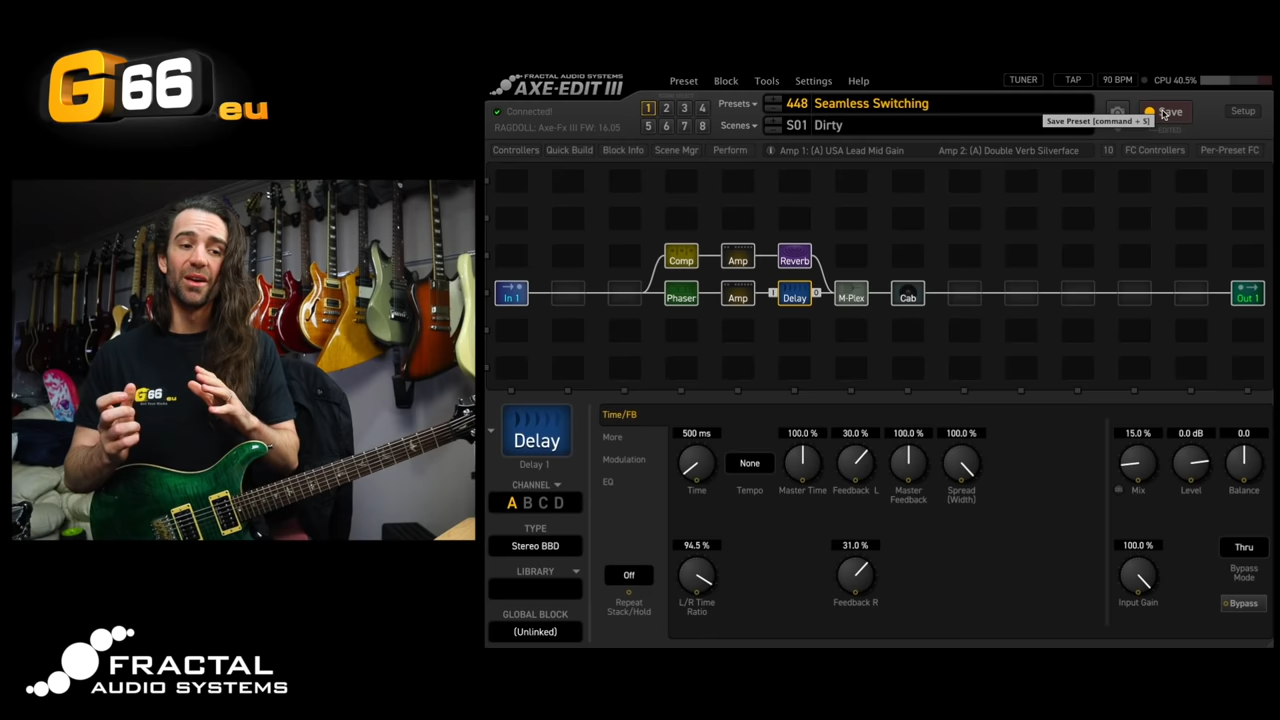 G66.eu
FRACTAL AUDIO SYSTEMS
AXE-EDIT III
Preset Block Tools Settings Help
TUNER TAP 90 BPM CPU 40.5%
Connected!
RAGDOLL: Axe-Fx III FW: 16.05
1 2 3 4
5 6 7 8
Presets
448 Seamless Switching
Scenes
S01 Dirty
Save
Save Preset [command + S]
EDITED
Setup
Controllers Quick Build Block Info Scene Mgr Perform
Amp 1: (A) USA Lead Mid Gain Amp 2: (A) Double Verb Silverface
10 FC Controllers Per-Preset FC
Comp Amp Reverb
In 1 Phaser Amp I Delay O M-Plex Cab Out 1
G66.eu
Delay
Delay 1
CHANNEL
A B C D
TYPE
Stereo BBD
LIBRARY
GLOBAL BLOCK
(Unlinked)
Time/FB
More
Modulation
EQ
Off
Repeat
Stack/Hold
500 ms 100.0 % 30.0 % 100.0 % 100.0 %
None
Time Tempo Master Time Feedback L Master Feedback Spread (Width)
94.5 % 31.0 %
L/R Time Ratio Feedback R
15.0 % 0.0 dB 0.0
Mix Level Balance
100.0 %
Input Gain
Thru
Bypass
Mode
Bypass
FRACTAL
AUDIO SYSTEMS